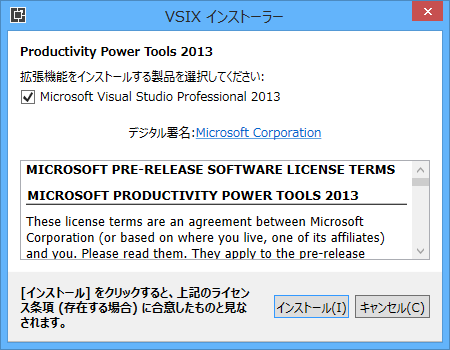 VSIX インストーラー
Productivity Power Tools 2013
拡張機能をインストールする製品を選択してください:
Microsoft Visual Studio Professional 2013
デジタル署名:Microsoft Corporation
MICROSOFT PRE-RELEASE SOFTWARE LICENSE TERMS
MICROSOFT PRODUCTIVITY POWER TOOLS 2013
These license terms are an agreement between Microsoft
Corporation (or based on where you live, one of its affiliates)
and you. Please read them. They apply to the pre-release
[インストール] をクリックすると、上記のライセン
ス条項 (存在する場合) に合意したものと見な
されます。
インストール(I)
キャンセル(C)